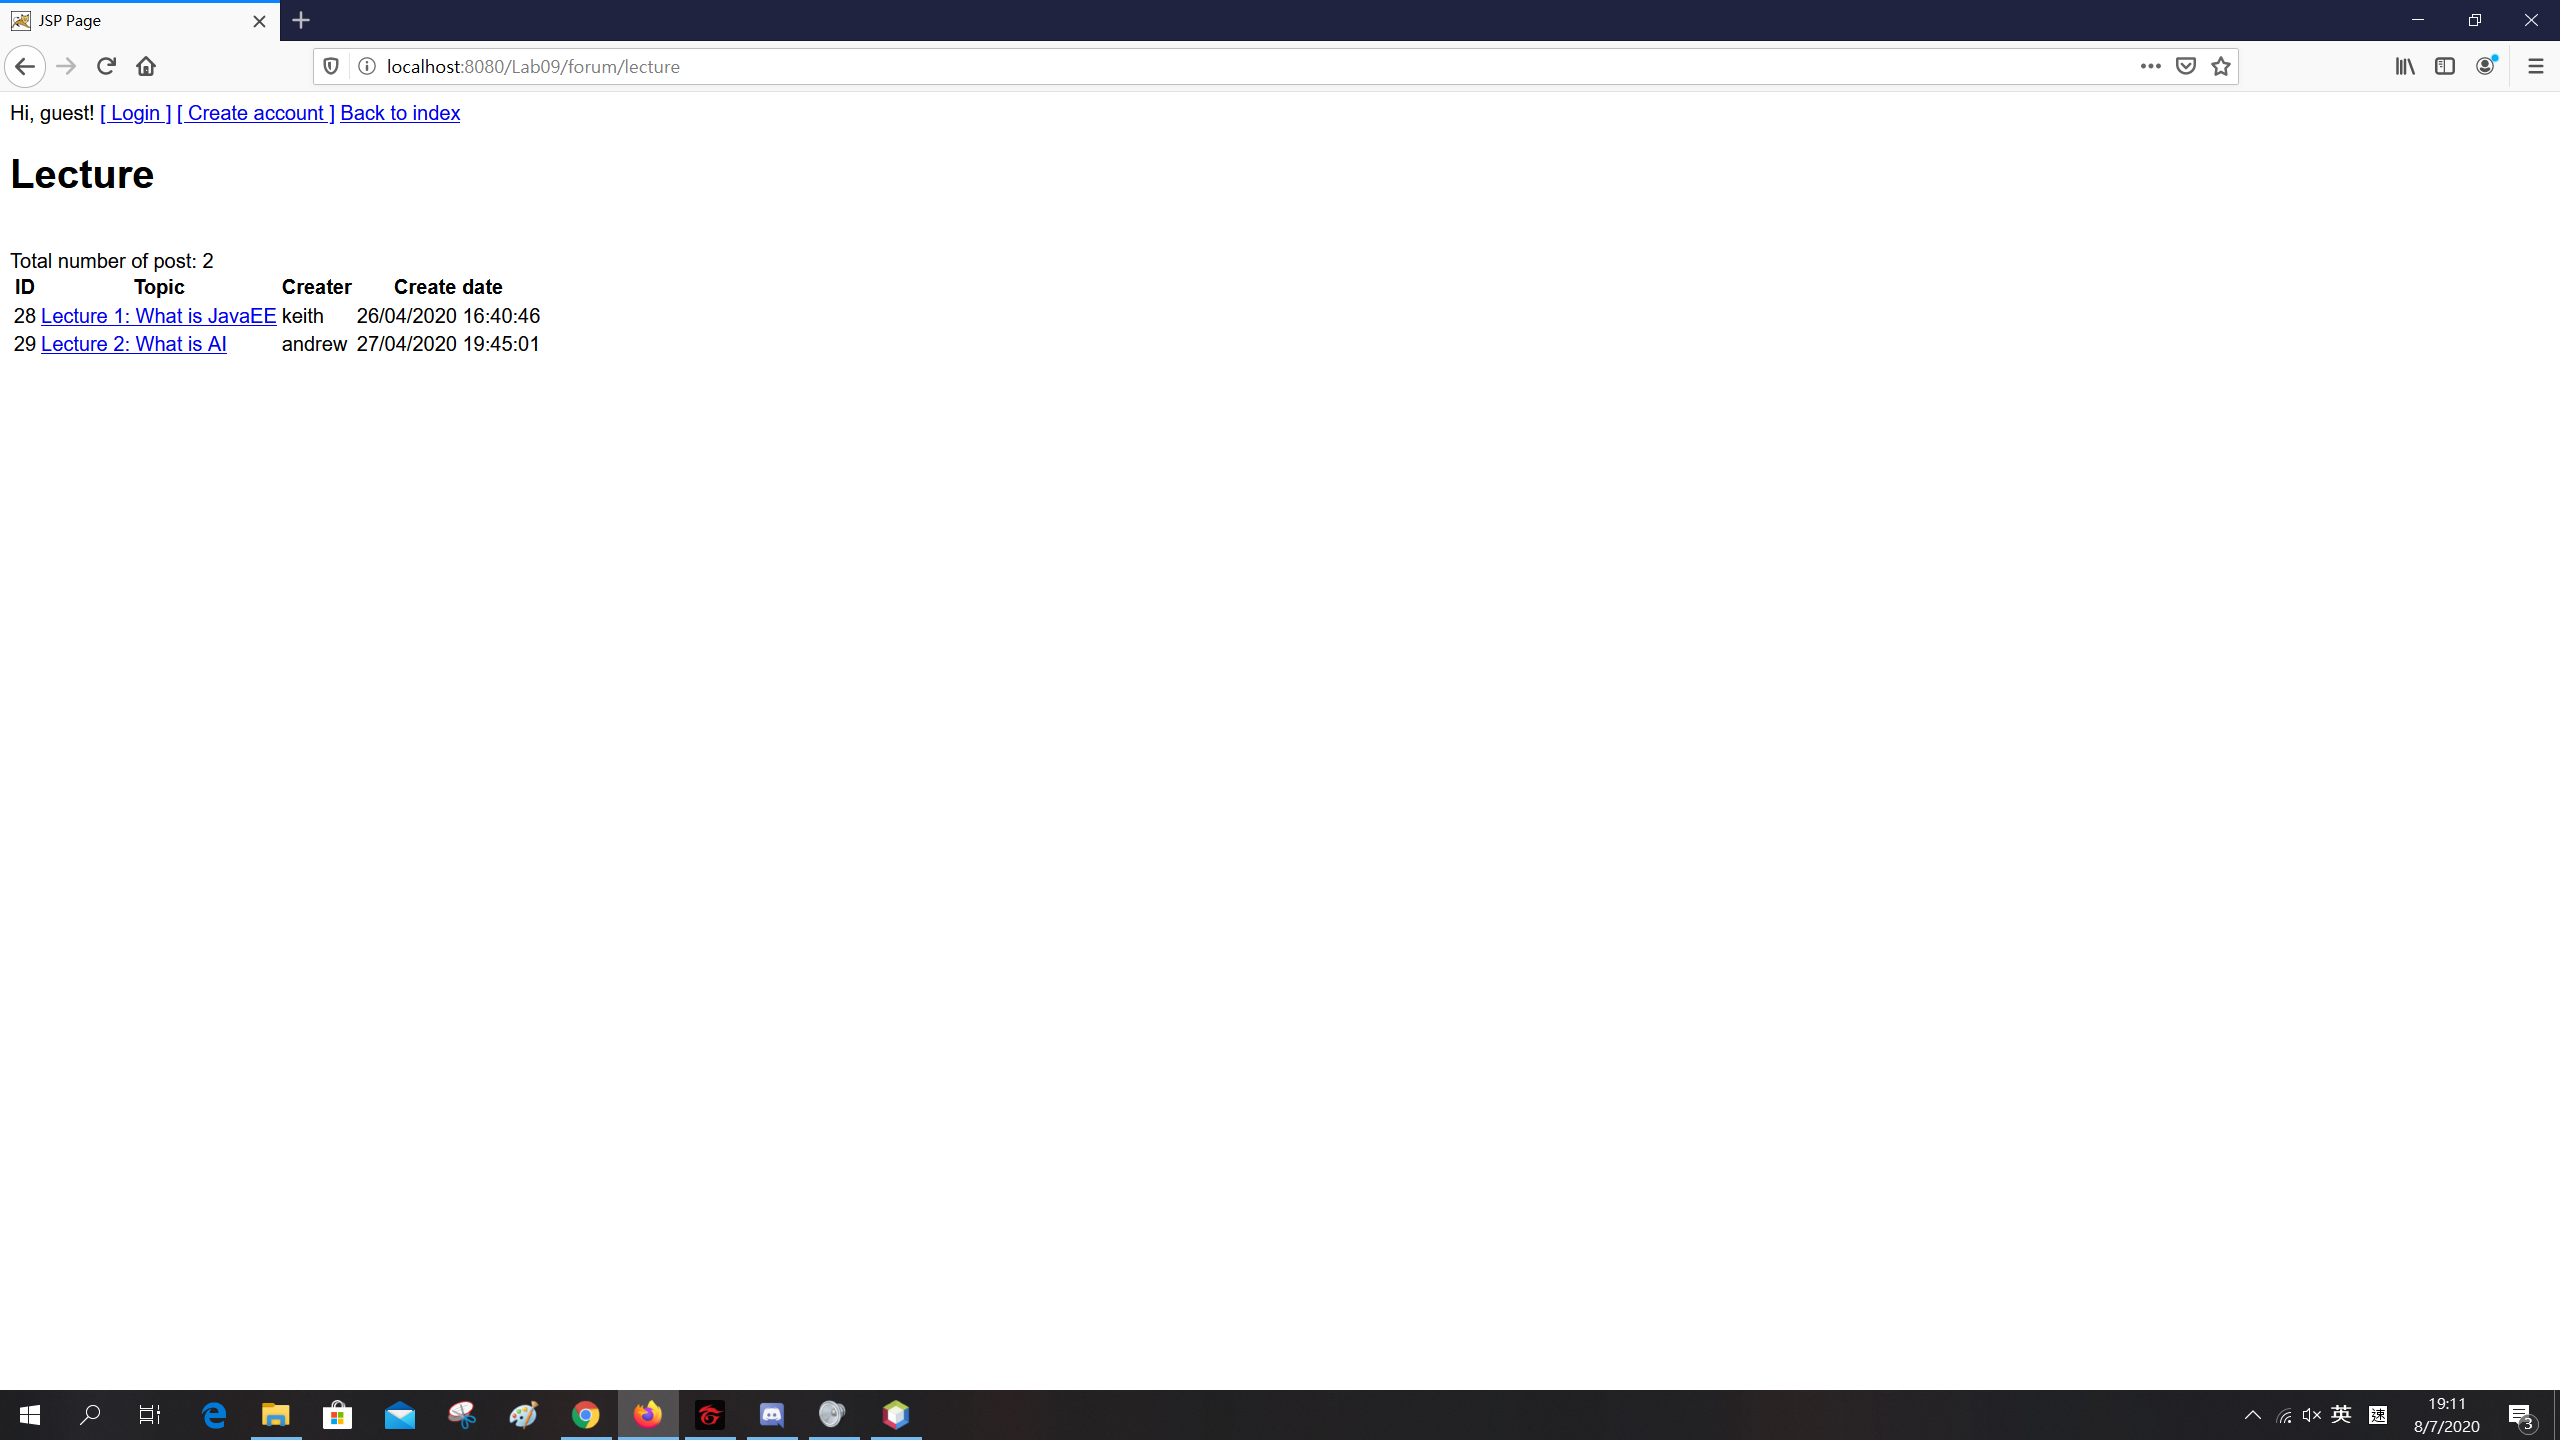 JSP Page
localhost:8080/Lab09/forum/lecture
Hi, guest! [ Login ] [ Create account ] Back to index
Lecture
Total number of post: 2
ID Topic Creater Create date
28 Lecture 1: What is JavaEE keith 26/04/2020 16:40:46
29 Lecture 2: What is AI andrew 27/04/2020 19:45:01
英 速 19:11
8/7/2020 3